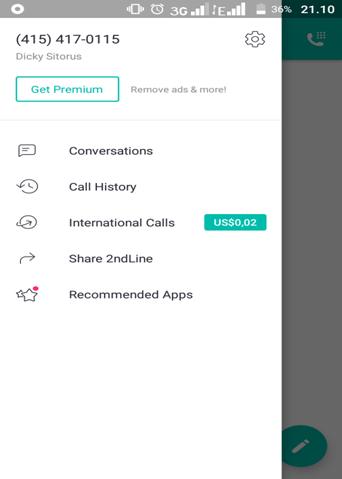 3G E 36% 21.10
(415) 417-0115
Dicky Sitorus
Get Premium Remove ads & more!
Conversations
Call History
International Calls US$0,02
Share 2ndLine
Recommended Apps